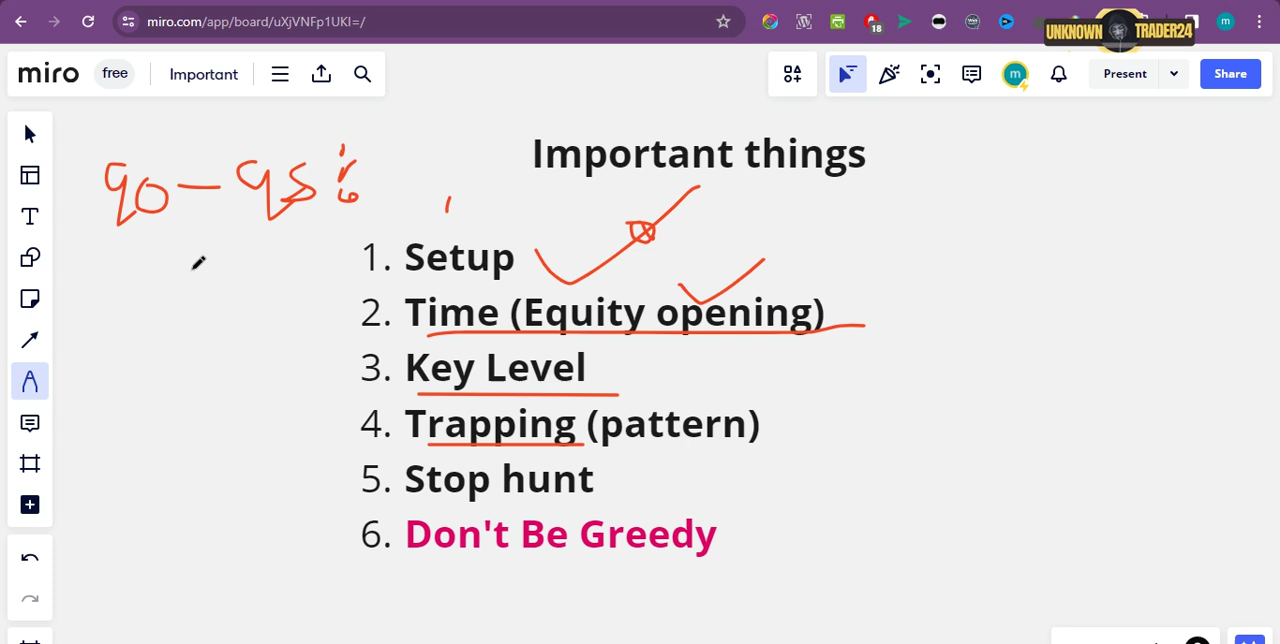 miro.com/app/board/uXjVNFp1UKI=/
18
m
UNKNOWN TRADER24
miro free Important
m
Present
Share
90 - 95 %
Important things
1. Setup
2. Time (Equity opening)
3. Key Level
4. Trapping (pattern)
5. Stop hunt
6. Don't Be Greedy